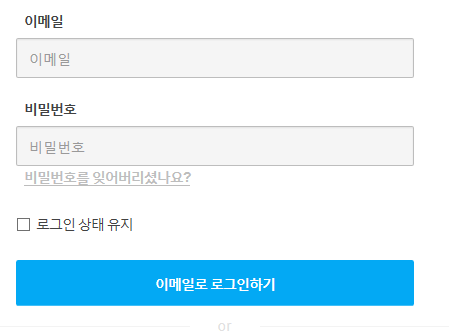 이메일
이메일
비밀번호
비밀번호
비밀번호를 잊어버리셨나요?
로그인 상태 유지
이메일로 로그인하기
or